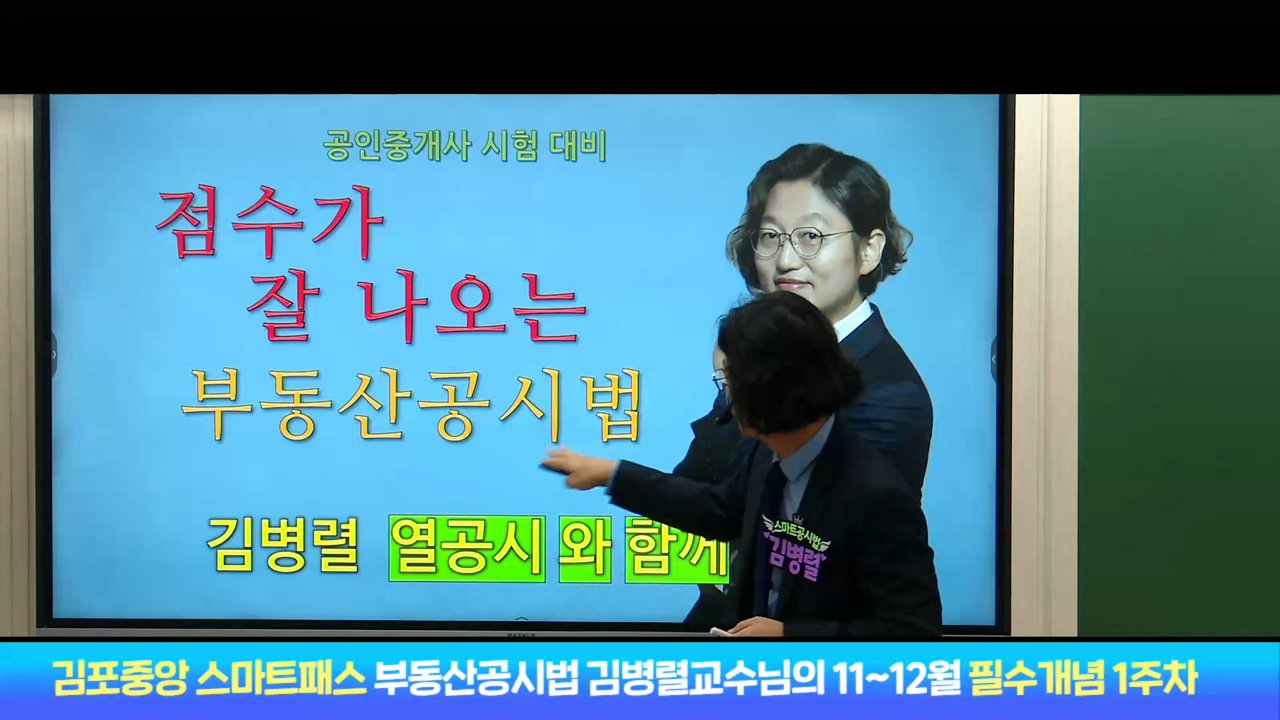 공인중개사 시험 대비
점수가
잘 나오는
부동산공시법
김병렬 열공시 와 함께
스마트공시법
김병렬
김포중앙 스마트패스 부동산공시법 김병렬교수님의 11~12월 필수개념 1주차